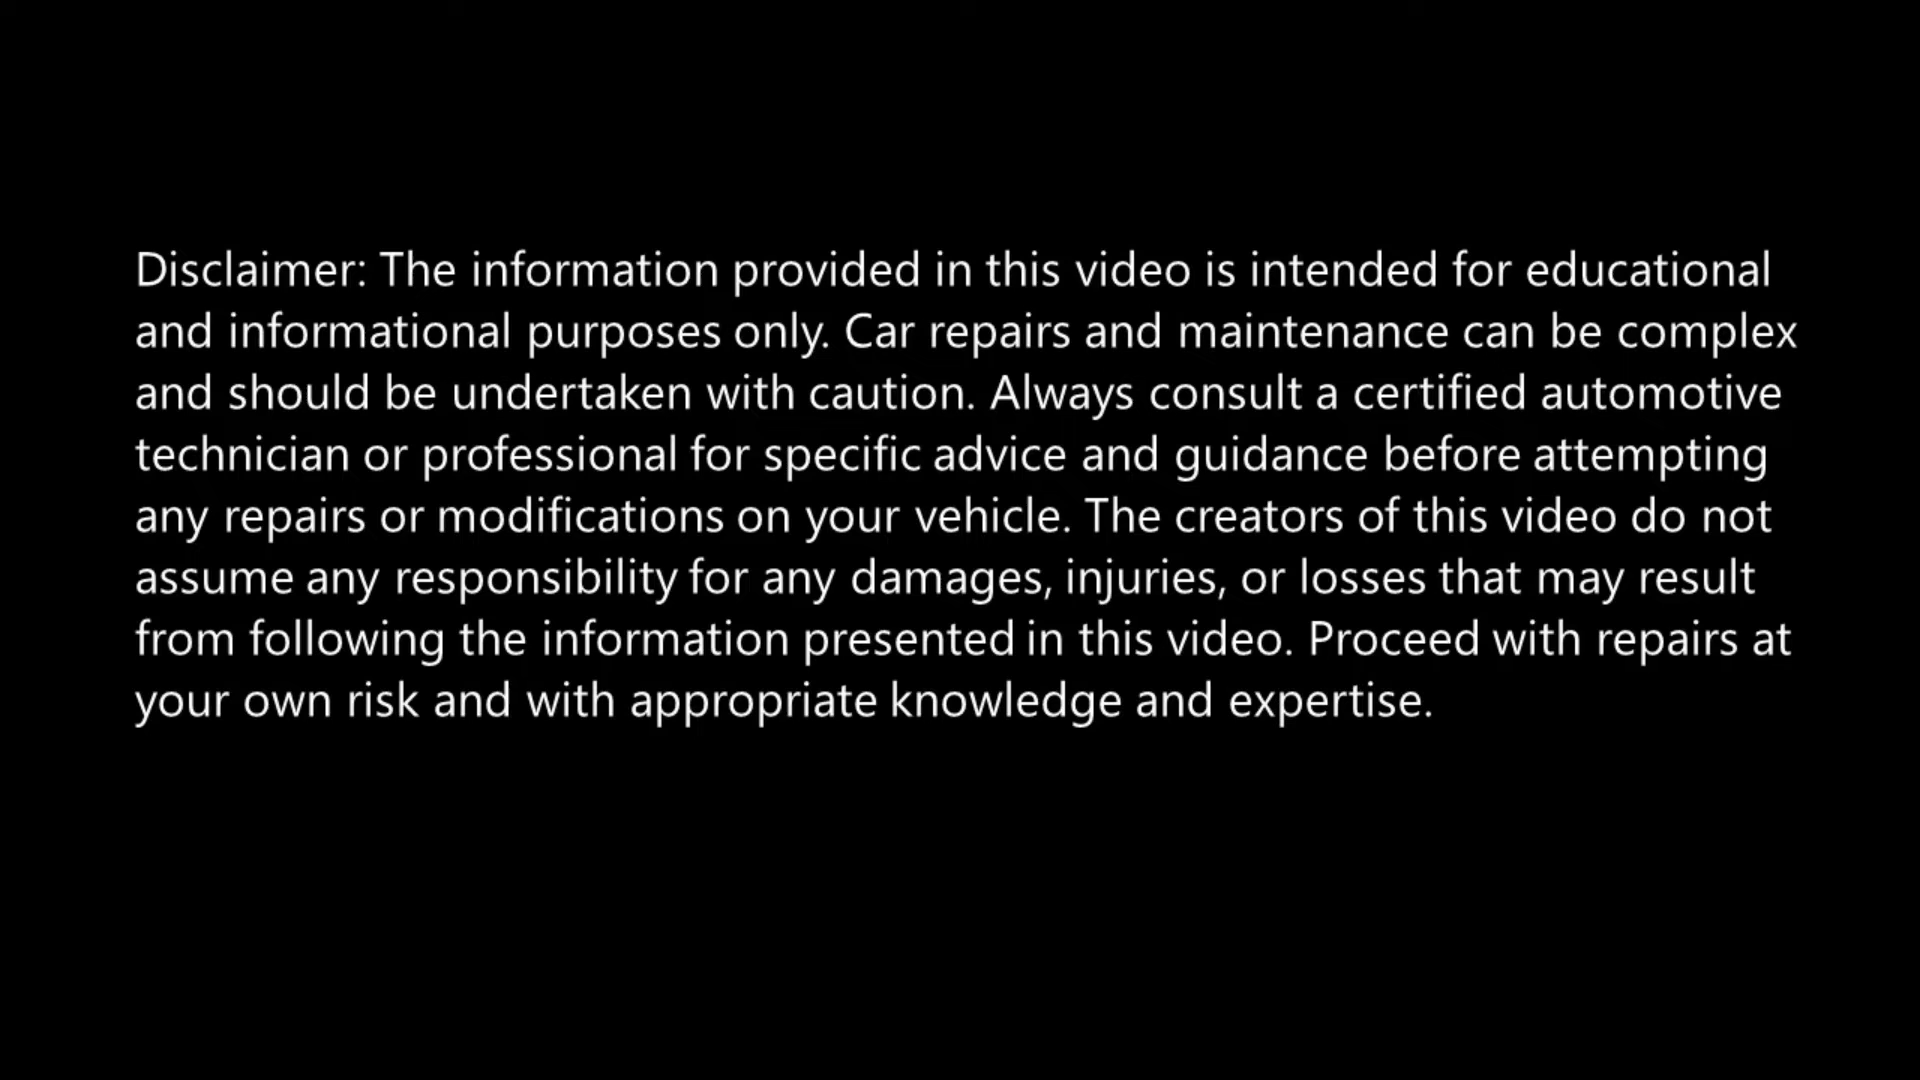 Disclaimer: The information provided in this video is intended for educational
and informational purposes only. Car repairs and maintenance can be complex
and should be undertaken with caution. Always consult a certified automotive
technician or professional for specific advice and guidance before attempting
any repairs or modifications on your vehicle. The creators of this video do not
assume any responsibility for any damages, injuries, or losses that may result
from following the information presented in this video. Proceed with repairs at
your own risk and with appropriate knowledge and expertise.